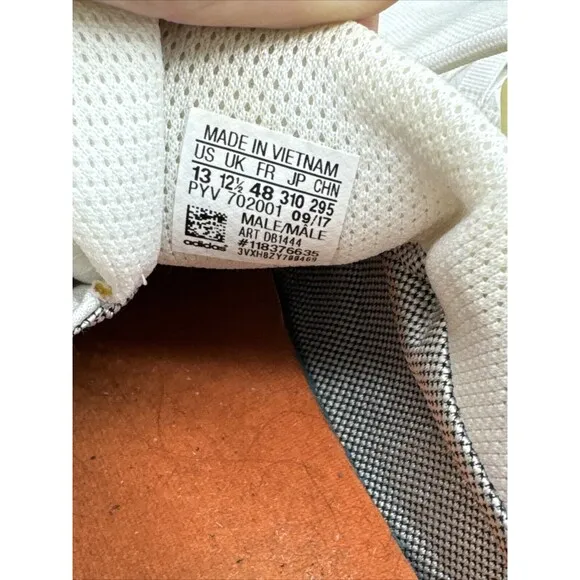 MADE IN VIETNAM
US UK FR JP CHN
13 12½ 48 310 295
PYV 702001 09/17
MALE/MÂLE
ART DB1444
#118376635
adidas